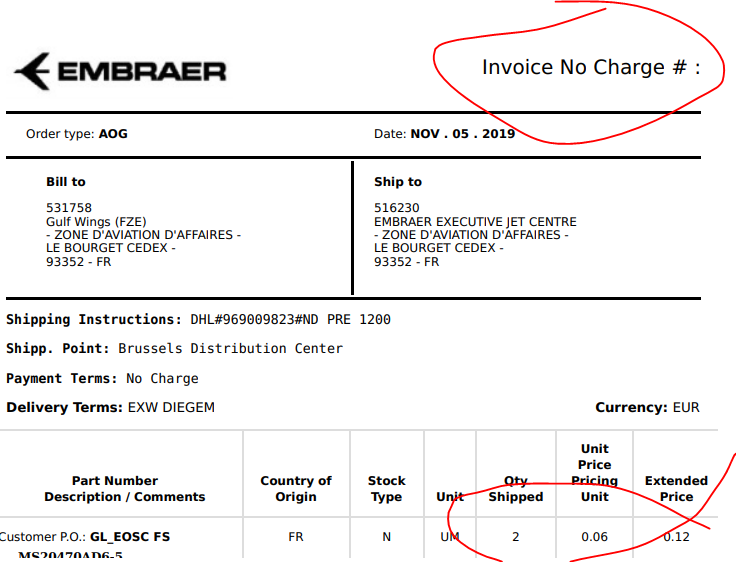 EMBRAER
Invoice No Charge # :
Order type: AOG
Date: NOV . 05 . 2019
Bill to
531758
Gulf Wings (FZE)
- ZONE D'AVIATION D'AFFAIRES -
LE BOURGET CEDEX -
93352 - FR
Ship to
516230
EMBRAER EXECUTIVE JET CENTRE
- ZONE D'AVIATION D'AFFAIRES -
LE BOURGET CEDEX -
93352 - FR
Shipping Instructions: DHL#969009823#ND PRE 1200
Shipp. Point: Brussels Distribution Center
Payment Terms: No Charge
Delivery Terms: EXW DIEGEM
Currency: EUR
Part Number
Description / Comments
Country of
Origin
Stock
Type
Unit
Qty
Shipped
Unit
Price
Pricing
Unit
Extended
Price
Customer P.O.: GL_EOSC FS
FR
N
UM
2
0.06
0.12
MS20470AD6-5